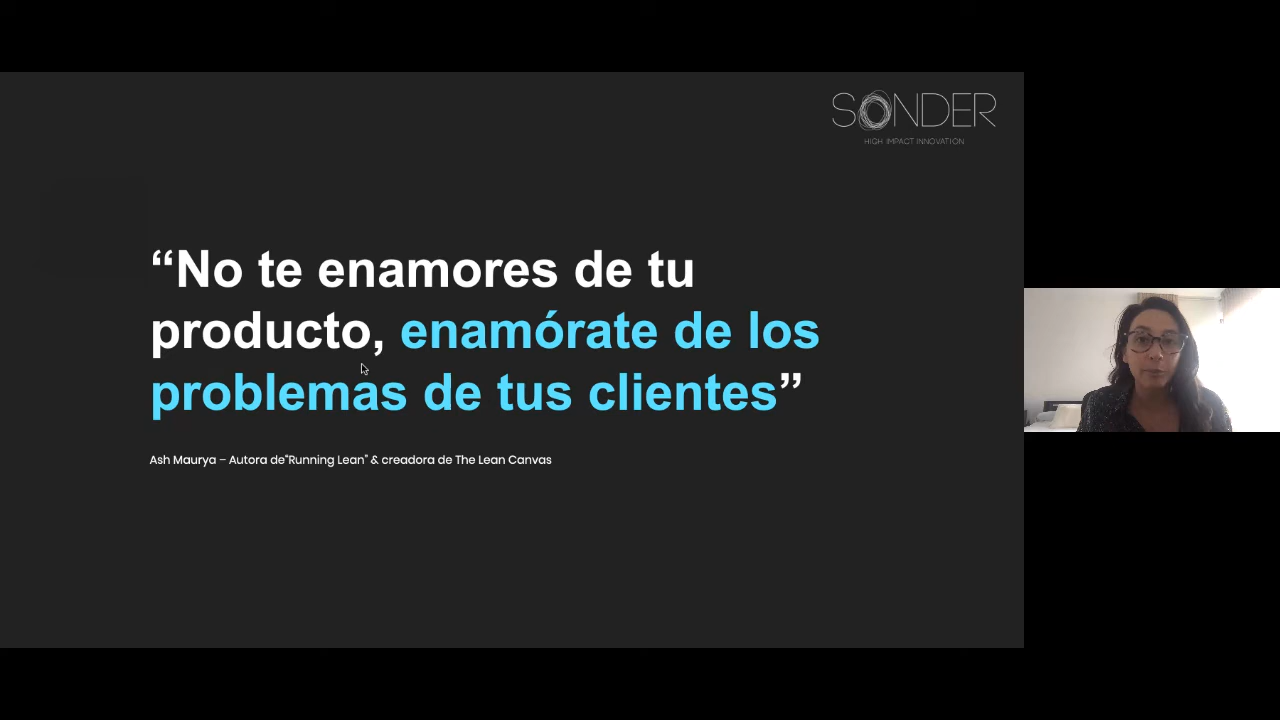 SONDER
HIGH IMPACT INNOVATION
“No te enamores de tu
producto, enamórate de los
problemas de tus clientes”
Ash Maurya – Autora de"Running Lean" & creadora de The Lean Canvas